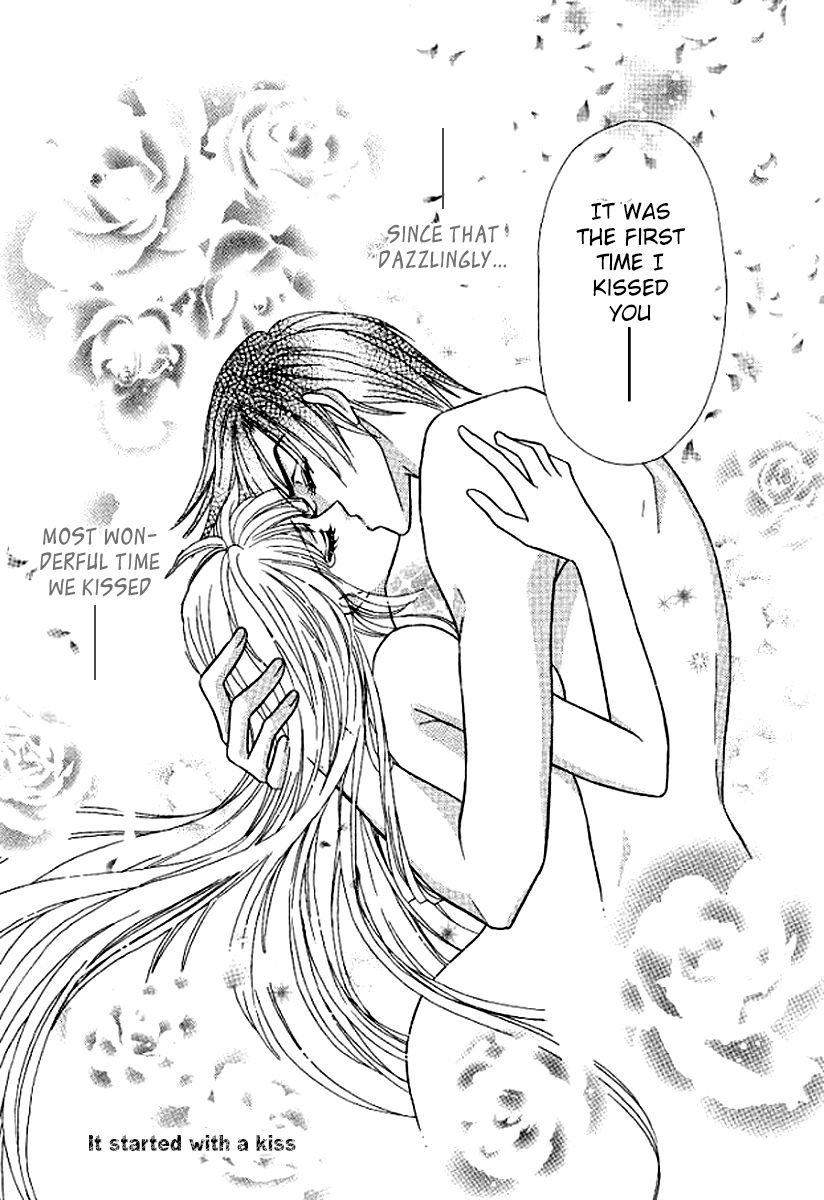 IT WAS
THE FIRST
TIME I
KISSED
YOU
SINCE THAT
DAZZLINGLY...
MOST WON-
DERFUL TIME
WE KISSED
It started with a kiss